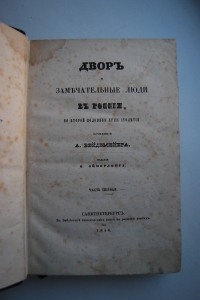 ДВОРЪ
И
ЗАМѢЧАТЕЛЬНЫЕ ЛЮДИ
ВЪ РОССІИ,
ВО ВТОРОЙ ПОЛОВИНѢ XVIII СТОЛѢТІЯ
А. ВЕЙДЕМЕЙЕРА.
ЧАСТЬ ПЕРВАЯ
САНКТПЕТЕРБУРГЪ.